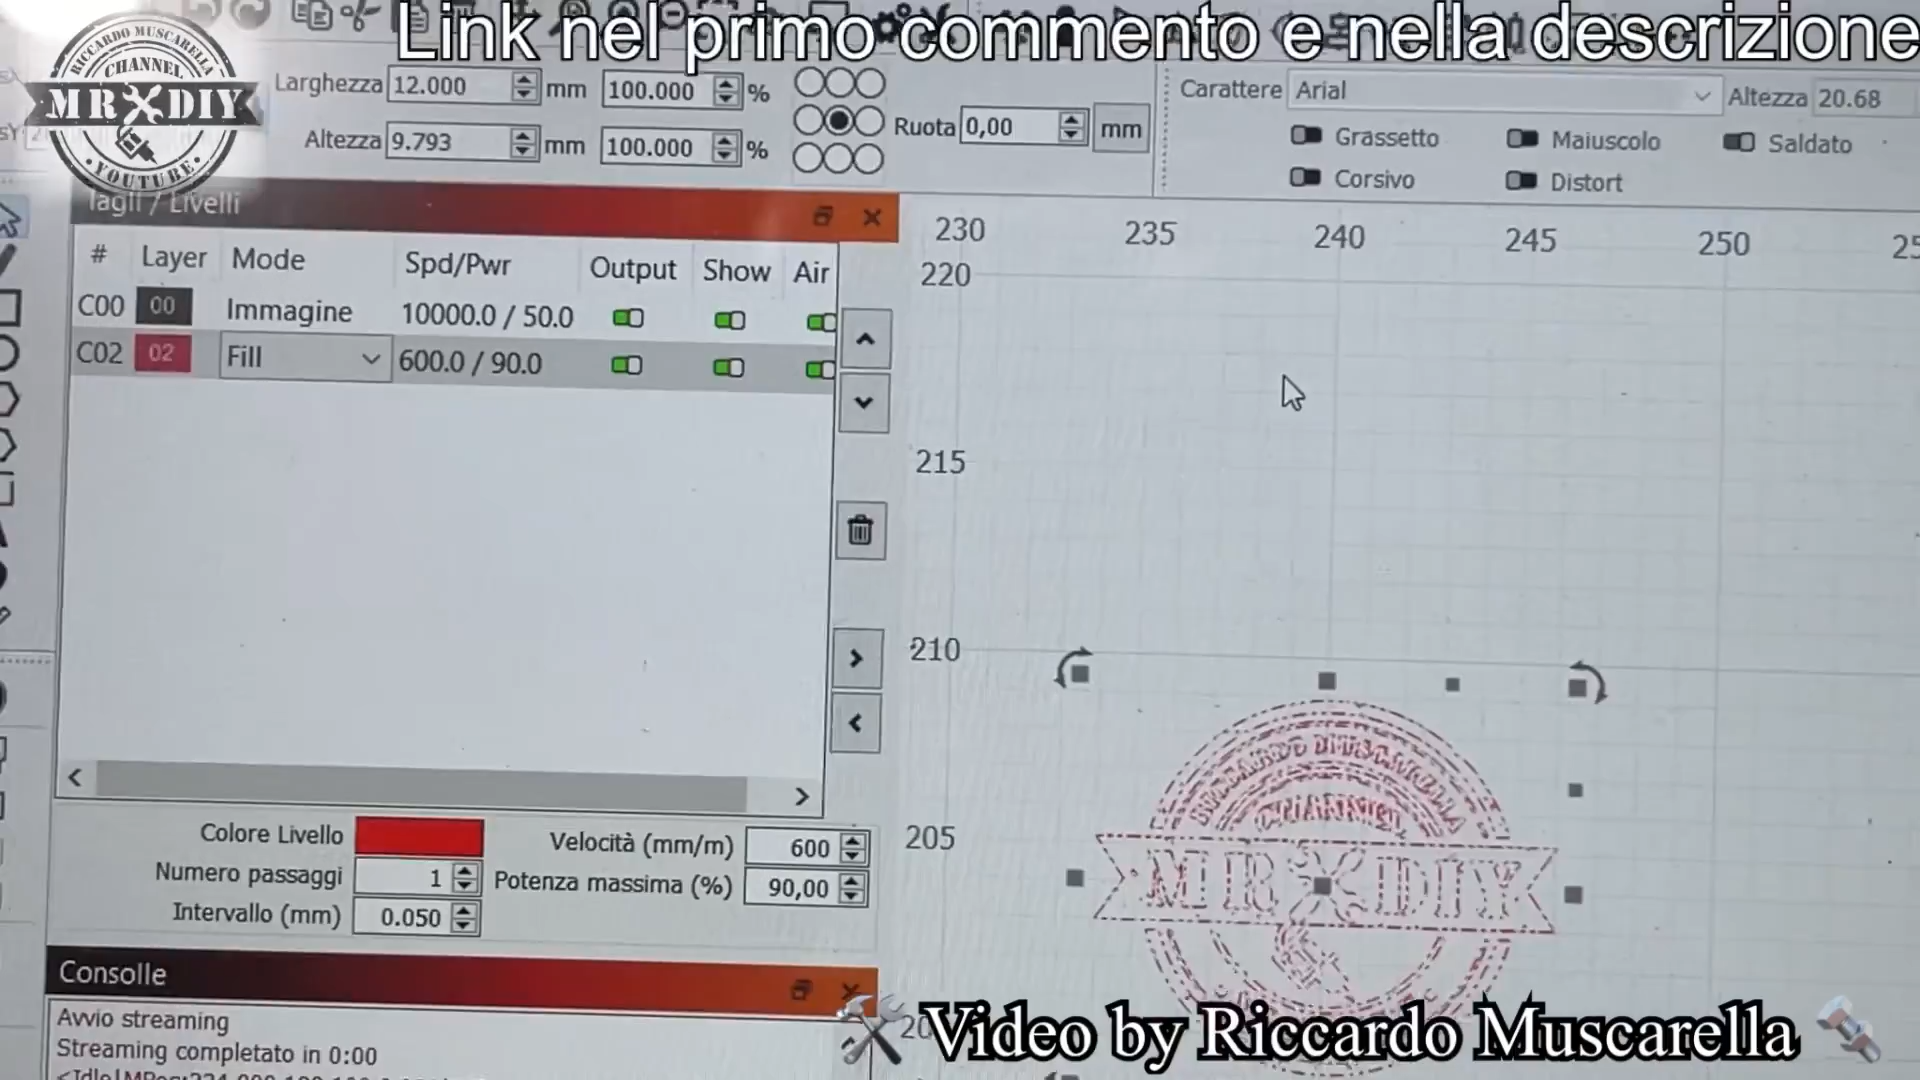 Link nel primo commento e nella descrizione
RICCARDO MUSCARELLA
CHANNEL
MR DIY
YOUTUBE
Larghezza 12.000 mm 100.000 %
Altezza 9.793 mm 100.000 %
Ruota 0,00 mm
Carattere Arial Altezza 20.68
Grassetto Maiuscolo Saldato
Corsivo Distort
Tagli / Livelli
# Layer Mode Spd/Pwr Output Show Air
C00 00 Immagine 10000.0 / 50.0
C02 02 Fill 600.0 / 90.0
230 235 240 245 250
220
215
210
205
RICCARDO MUSCARELLA
CHANNEL
MR DIY
Colore Livello
Velocità (mm/m) 600
Numero passaggi 1
Potenza massima (%) 90,00
Intervallo (mm) 0.050
Consolle
Avvio streaming
Streaming completato in 0:00
Video by Riccardo Muscarella